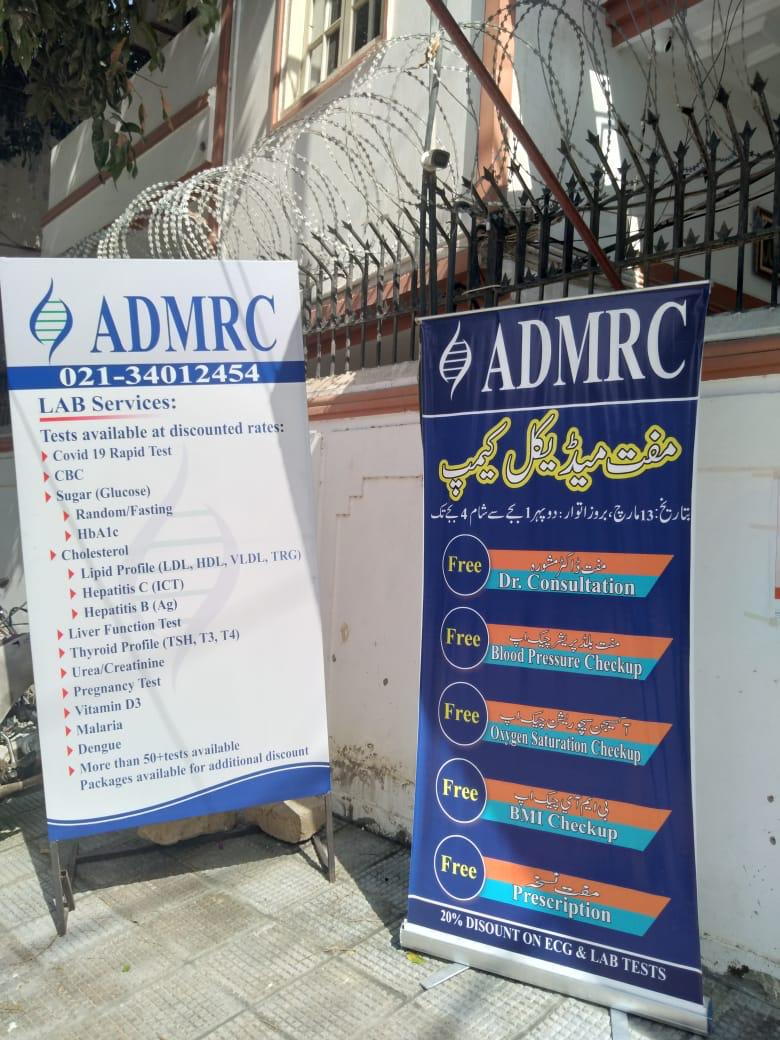 ADMRC
021-34012454
LAB Services:
Tests available at discounted rates:
Covid 19 Rapid Test
CBC
Sugar (Glucose)
Random/Fasting
HbA1c
Cholesterol
Lipid Profile (LDL, HDL, VLDL, TRG)
Hepatitis C (ICT)
Hepatitis B (Ag)
Liver Function Test
Thyroid Profile (TSH, T3, T4)
Urea/Creatinine
Pregnancy Test
Vitamin D3
Malaria
Dengue
More than 50+tests available
Packages available for additional discount
ADMRC
مفت میڈیکل کیمپ
بتاریخ: 13 مارچ، بروز اتوار: دوپہر 1 بجے سے شام 4 بجے تک
Free
مفت ڈاکٹر مشورہ
Dr. Consultation
Free
مفت بلڈ پریشر چیک اپ
Blood Pressure Checkup
Free
آکسیجن سچوریشن چیک اپ
Oxygen Saturation Checkup
Free
بی ایم آئی چیک اپ
BMI Checkup
Free
مفت نسخہ
Prescription
20% DISOUNT ON ECG & LAB TESTS